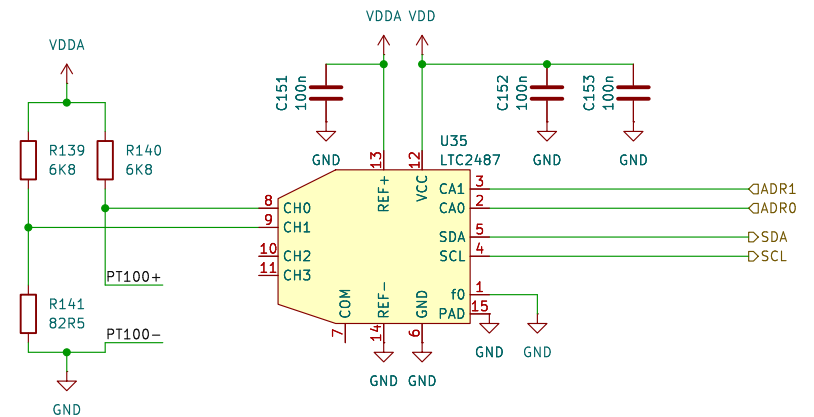 VDDA VDD
VDDA
C151
100n
C152
100n
C153
100n
GND
GND
GND
U35
LTC2487
R139
6K8
R140
6K8
13
12
REF+
VCC
8
CH0
9
CH1
10
CH2
11
CH3
CA1
3
ADR1
CA0
2
ADR0
SDA
5
SDA
SCL
4
SCL
f0
1
PAD
15
COM
REF-
GND
7
14
6
PT100+
R141
82R5
PT100-
GND
GND
GND
GND
GND